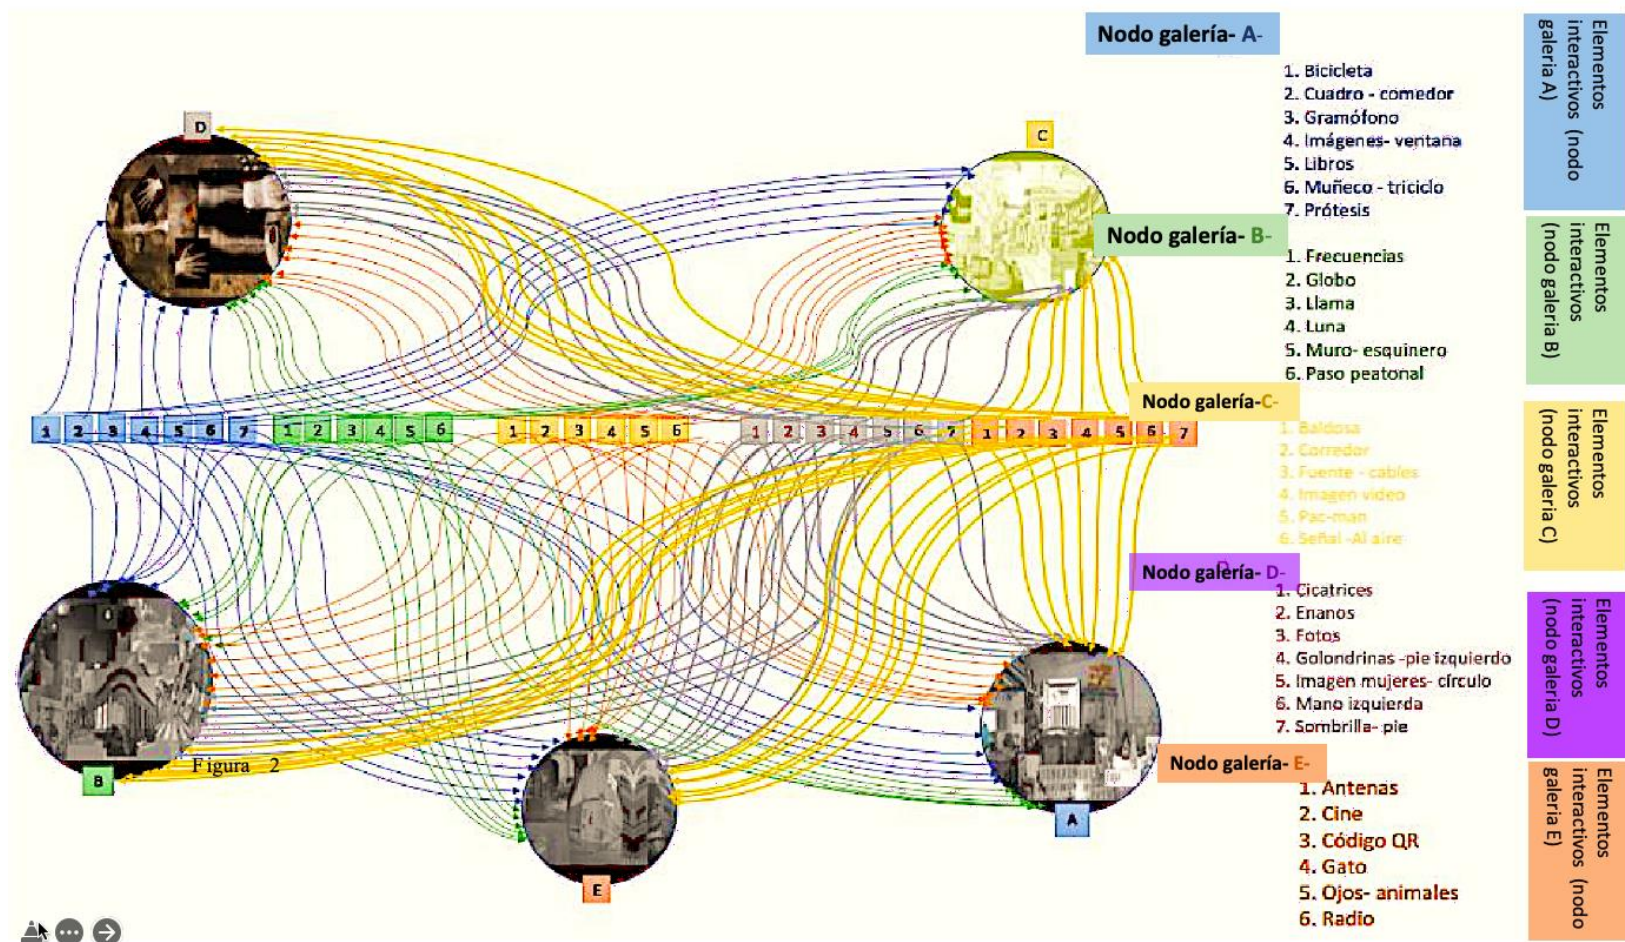 D
C
1 2 3 4 5 6 7 1 2 3 4 5 6 1 2 3 4 5 6 1 2 3 4 5 6 7 1 2 3 4 5 6 7
Figura 2
B
E
A
Nodo galería- A-
1. Bicicleta
2. Cuadro - comedor
3. Gramófono
4. Imágenes- ventana
5. Libros
6. Muñeco - triciclo
7. Prótesis
Nodo galería- B-
1. Frecuencias
2. Globo
3. Llama
4. Luna
5. Muro- esquinero
6. Paso peatonal
Nodo galería-C-
1. Baldosa
2. Corredor
3. Fuente - cables
4. Imagen video
5. Pac-man
6. Señal -Al aire
Nodo galería- D-
1. Cicatrices
2. Enanos
3. Fotos
4. Golondrinas -pie izquierdo
5. Imagen mujeres- círculo
6. Mano izquierda
7. Sombrilla- pie
Nodo galería- E-
1. Antenas
2. Cine
3. Código QR
4. Gato
5. Ojos- animales
6. Radio
Elementos
interactivos (nodo
galeria A)
Elementos
interactivos
(nodo galeria B)
Elementos
interactivos
(nodo galeria C)
Elementos
interactivos
(nodo galeria D)
Elementos
interactivos (nodo
galeria E)